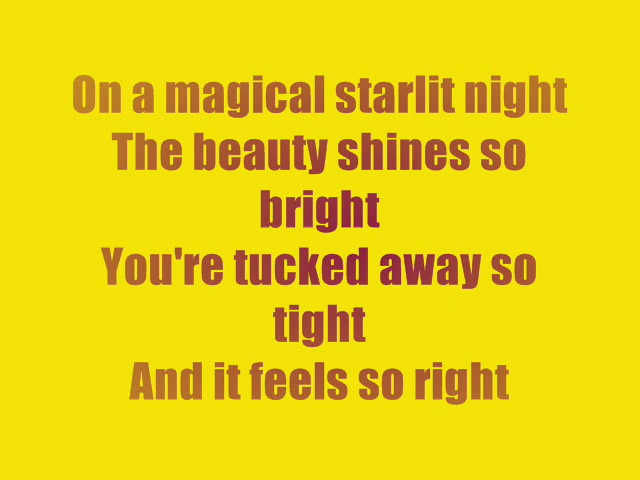 On a magical starlit night
The beauty shines so
bright
You're tucked away so
tight
And it feels so right